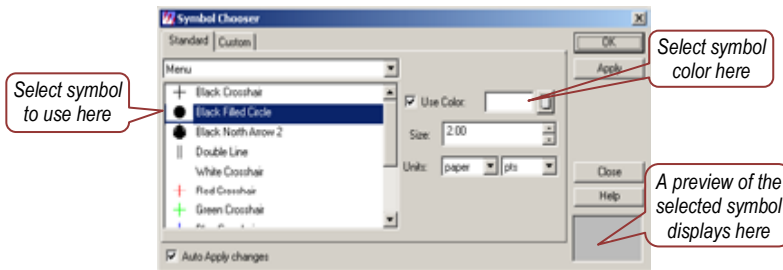 Symbol Chooser
Standard Custom
OK
Select symbol
color here
Menu
Apply
Select symbol
to use here
Black Crosshair
Use Color:
Black Filled Circle
Size: 2.00
Black North Arrow 2
Double Line
Units: paper pts
White Crosshair
Close
Red Crosshair
Help
Green Crosshair
A preview of the
selected symbol
displays here
Auto Apply changes